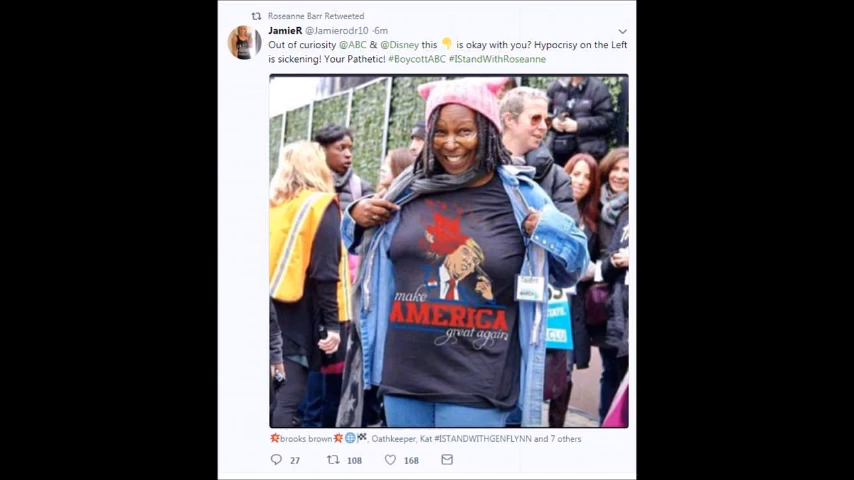 Roseanne Barr Retweeted
JamieR @Jamierodr10 ·6m
Out of curiosity @ABC & @Disney this 👇 is okay with you? Hypocrisy on the Left
is sickening! Your Pathetic! #BoycottABC #IStandWithRoseanne
make
AMERICA
great again
💥brooks brown💥🌐🏁, Oathkeeper, Kat #ISTANDWITHGENFLYNN and 7 others
27 108 168